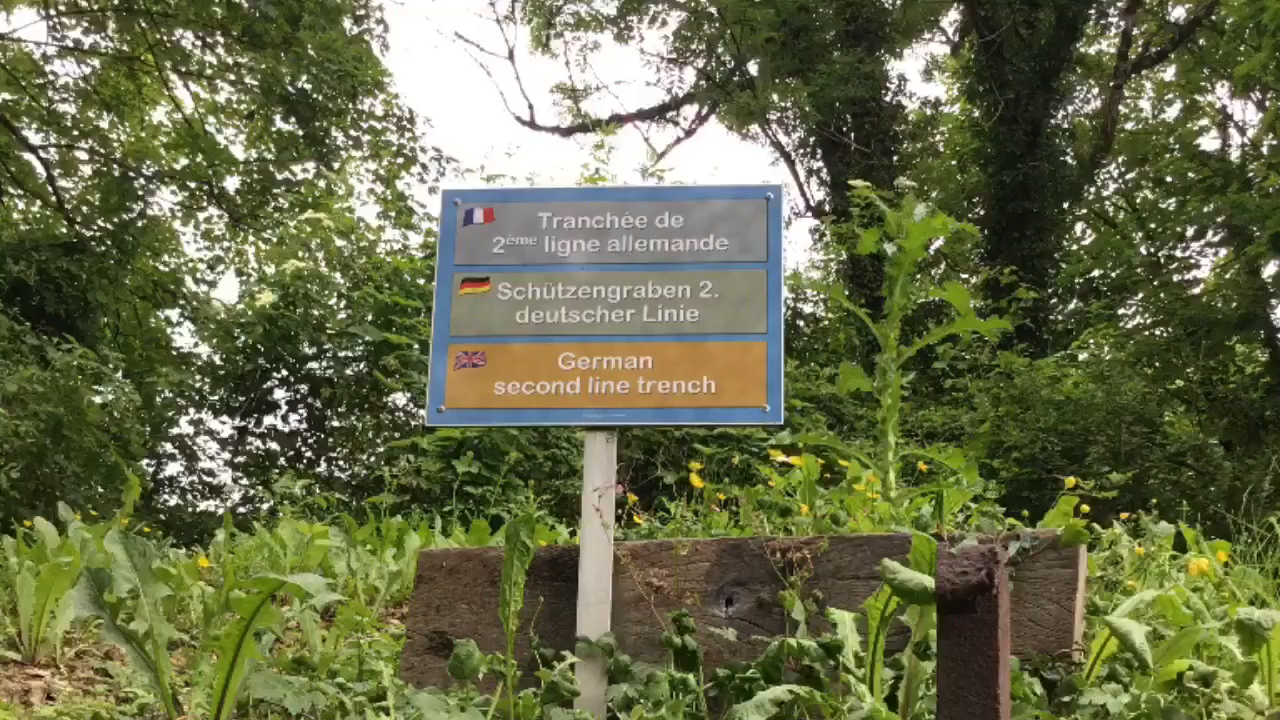 Tranchée de
2ème ligne allemande
Schützengraben 2.
deutscher Linie
German
second line trench